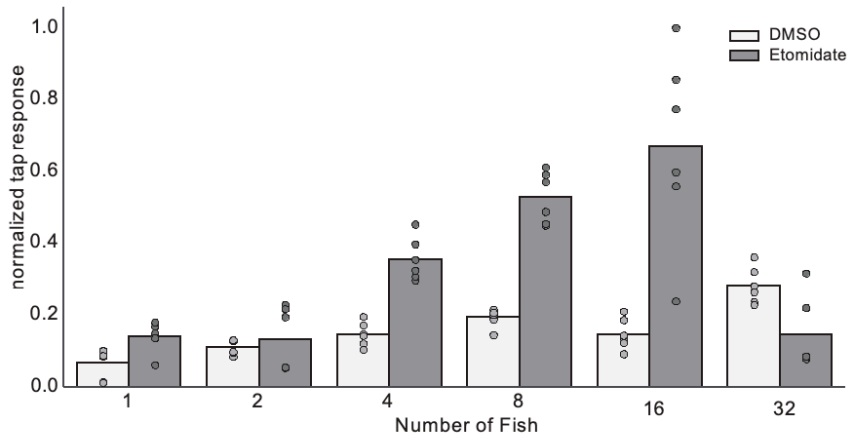 1.0
0.8
0.6
0.4
0.2
0.0
normalized tap response
DMSO
Etomidate
1 2 4 8 16 32
Number of Fish